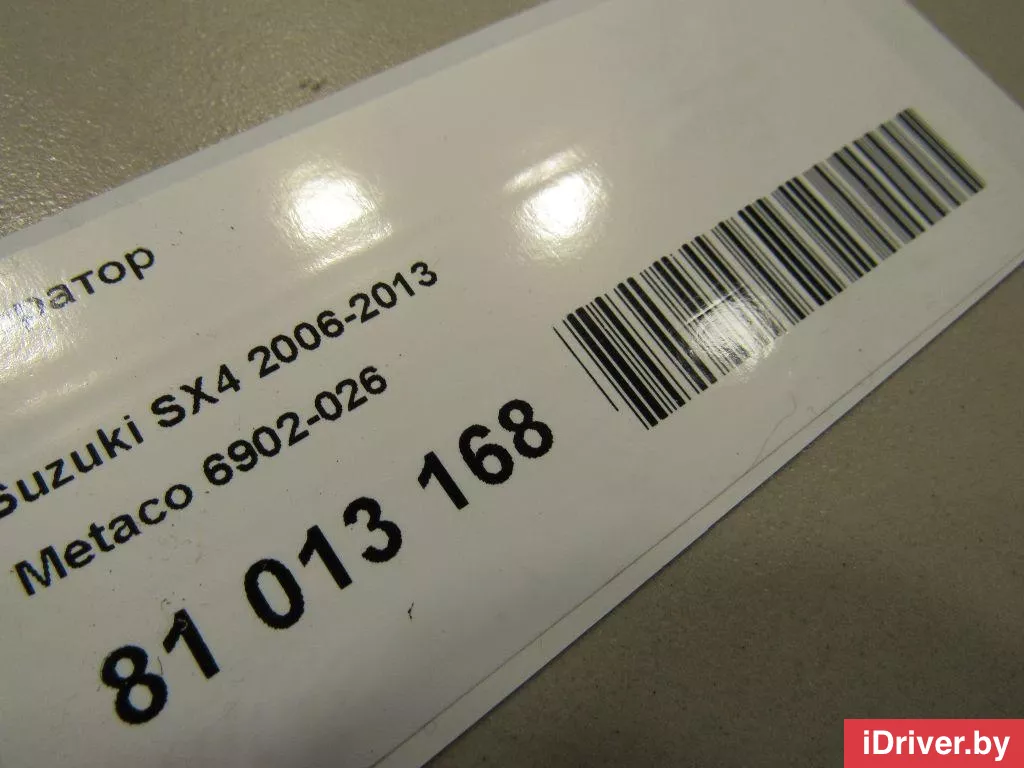 ратор
Suzuki SX4 2006-2013
Metaco 6902-026
81 013 168
iDriver.by